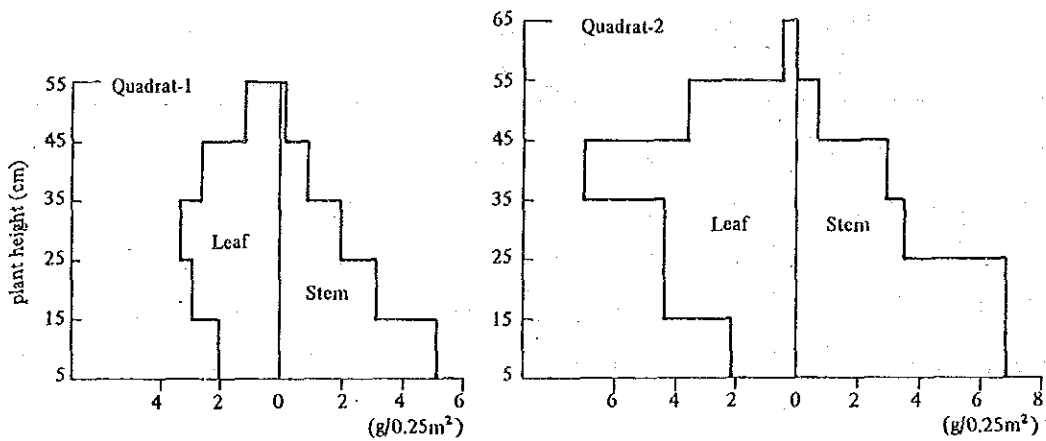 Quadrat-1
plant height (cm)
55
45
35
25
15
5
Leaf
Stem
4 2 0 2 4 6
(g/0.25m²)
Quadrat-2
65
55
45
35
25
15
5
Leaf
Stem
4 2 0 2 4 6 8
(g/0.25m²)